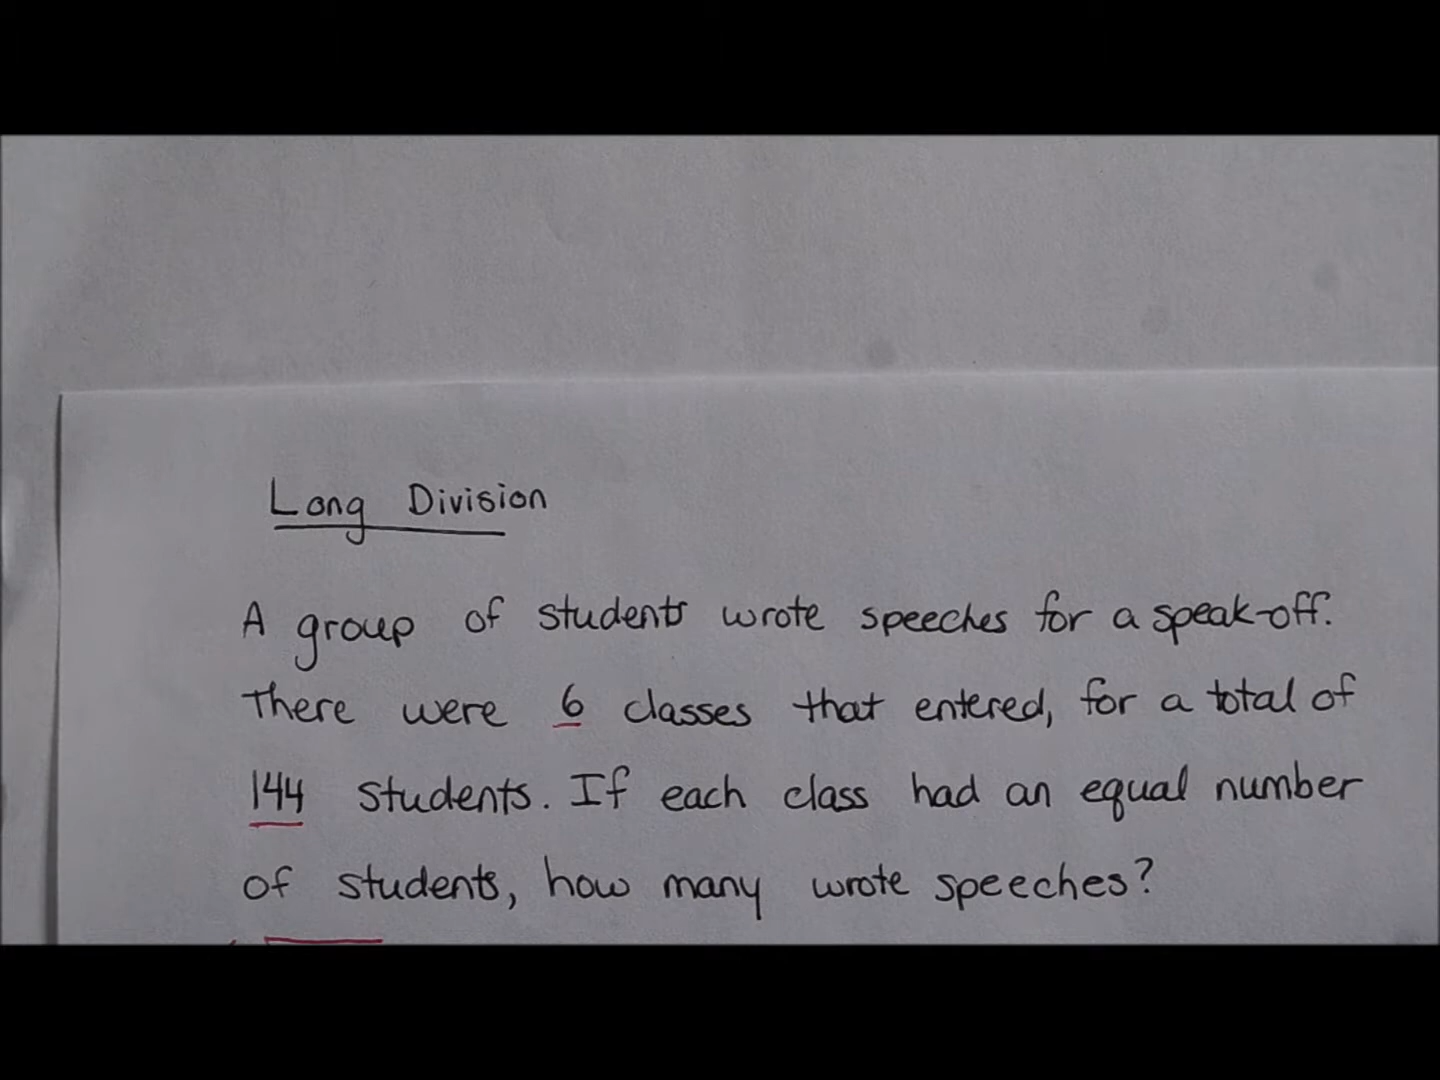 Long Division
A group of students wrote speeches for a speak-off.
There were 6 classes that entered, for a total of
144 students. If each class had an equal number
of students, how many wrote speeches?